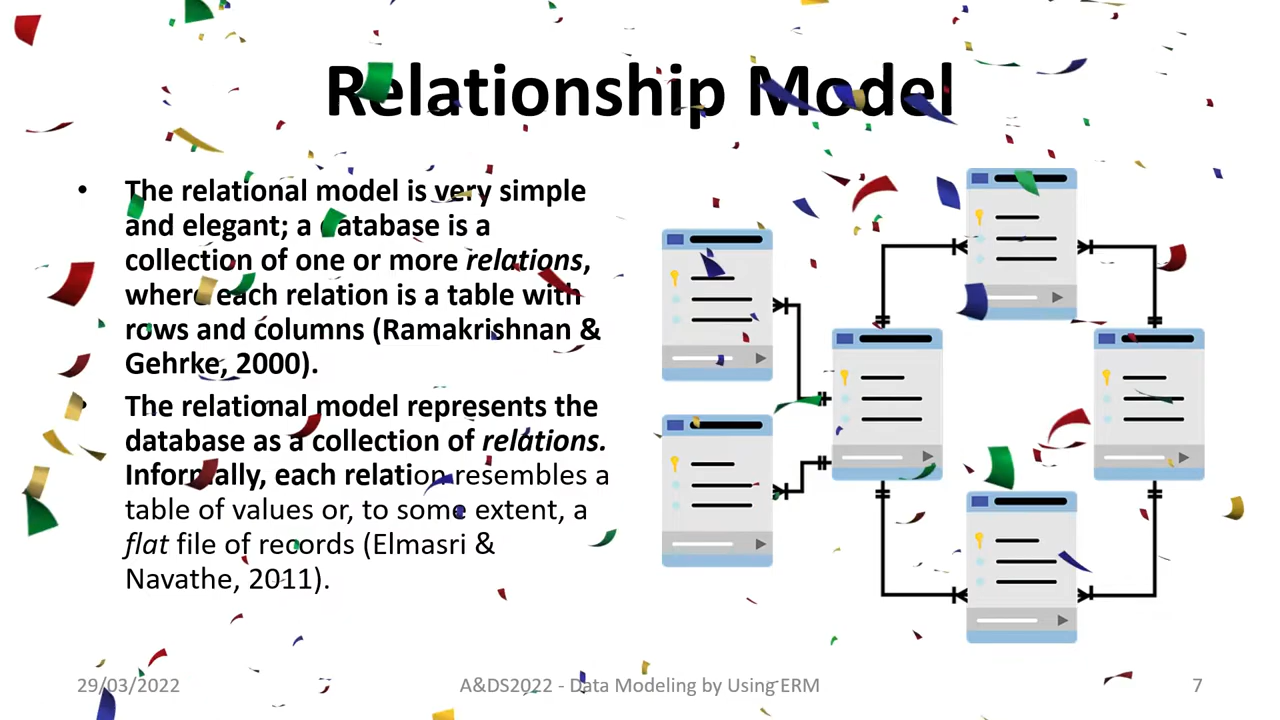 Relationship Model
• The relational model is very simple
and elegant; a database is a
collection of one or more relations,
where each relation is a table with
rows and columns (Ramakrishnan &
Gehrke, 2000).
• The relational model represents the
database as a collection of relations.
Informally, each relation resembles a
table of values or, to some extent, a
flat file of records (Elmasri &
Navathe, 2011).
29/03/2022
A&DS2022 - Data Modeling by Using ERM
7